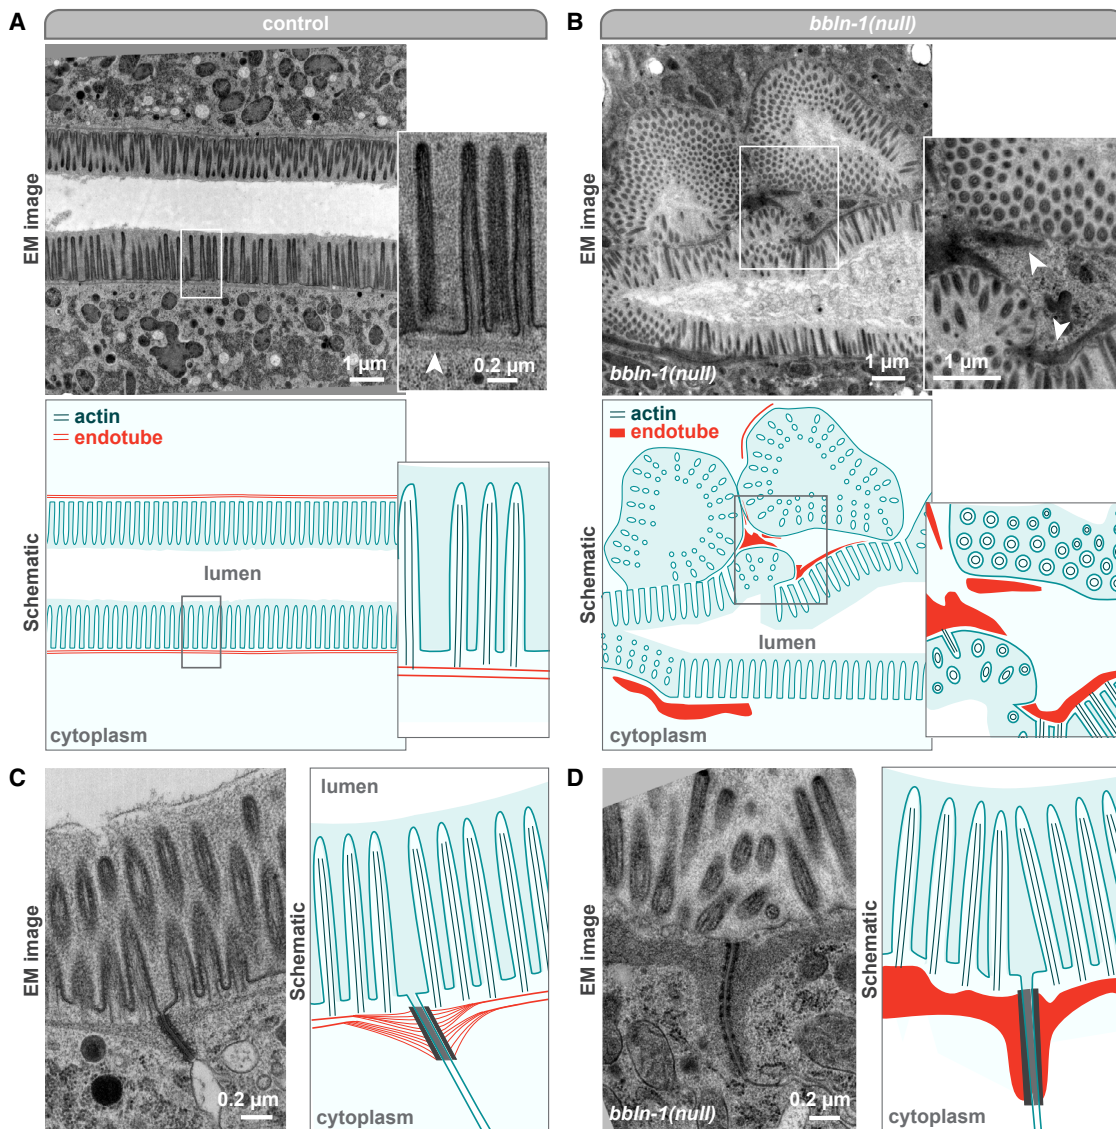 A
control
EM image
1 µm
0.2 µm
actin
endotube
lumen
Schematic
cytoplasm
B
bbln-1(null)
EM image
bbln-1(null)
1 µm
1 µm
actin
endotube
Schematic
lumen
cytoplasm
C
EM image
0.2 µm
Schematic
lumen
cytoplasm
D
EM image
bbln-1(null)
0.2 µm
Schematic
cytoplasm